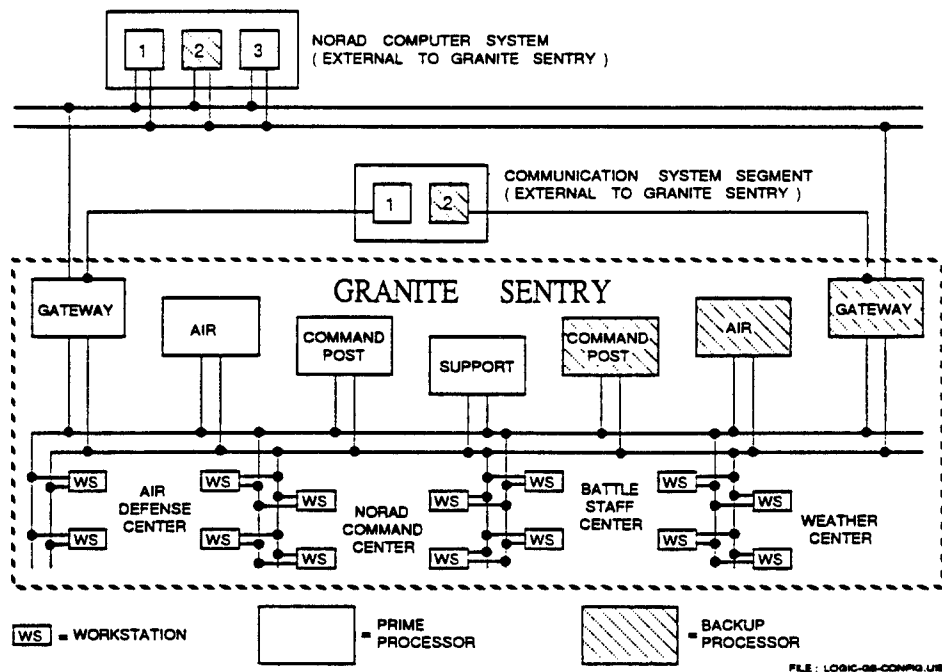 1 2 3
NORAD COMPUTER SYSTEM
( EXTERNAL TO GRANITE SENTRY )
COMMUNICATION SYSTEM SEGMENT
( EXTERNAL TO GRANITE SENTRY )
1 2
GRANITE SENTRY
GATEWAY
AIR
COMMAND
POST
SUPPORT
COMMAND
POST
AIR
GATEWAY
WS
AIR
DEFENSE
CENTER
WS
WS
WS
WS
WS
NORAD
COMMAND
CENTER
WS
WS
WS
WS
BATTLE
STAFF
CENTER
WS
WS
WS
WS
WEATHER
CENTER
WS = WORKSTATION
= PRIME
PROCESSOR
= BACKUP
PROCESSOR